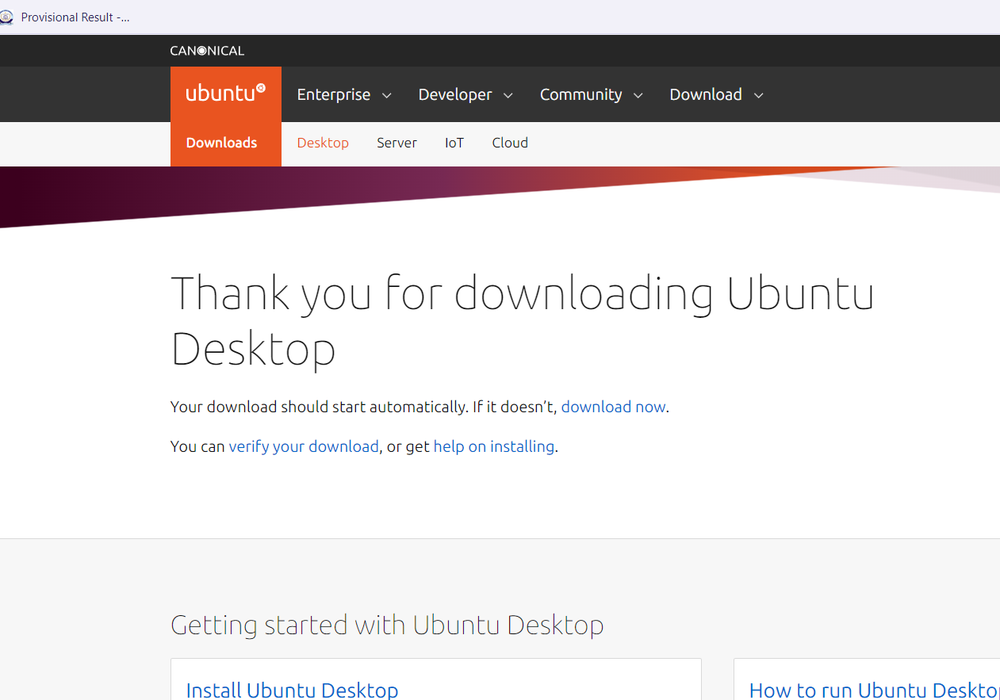 Provisional Result -...
CANONICAL
ubuntu
Enterprise
Developer
Community
Download
Downloads
Desktop
Server
IoT
Cloud
Thank you for downloading Ubuntu
Desktop
Your download should start automatically. If it doesn’t, download now.
You can verify your download, or get help on installing.
Getting started with Ubuntu Desktop
Install Ubuntu Desktop
How to run Ubuntu Deskto